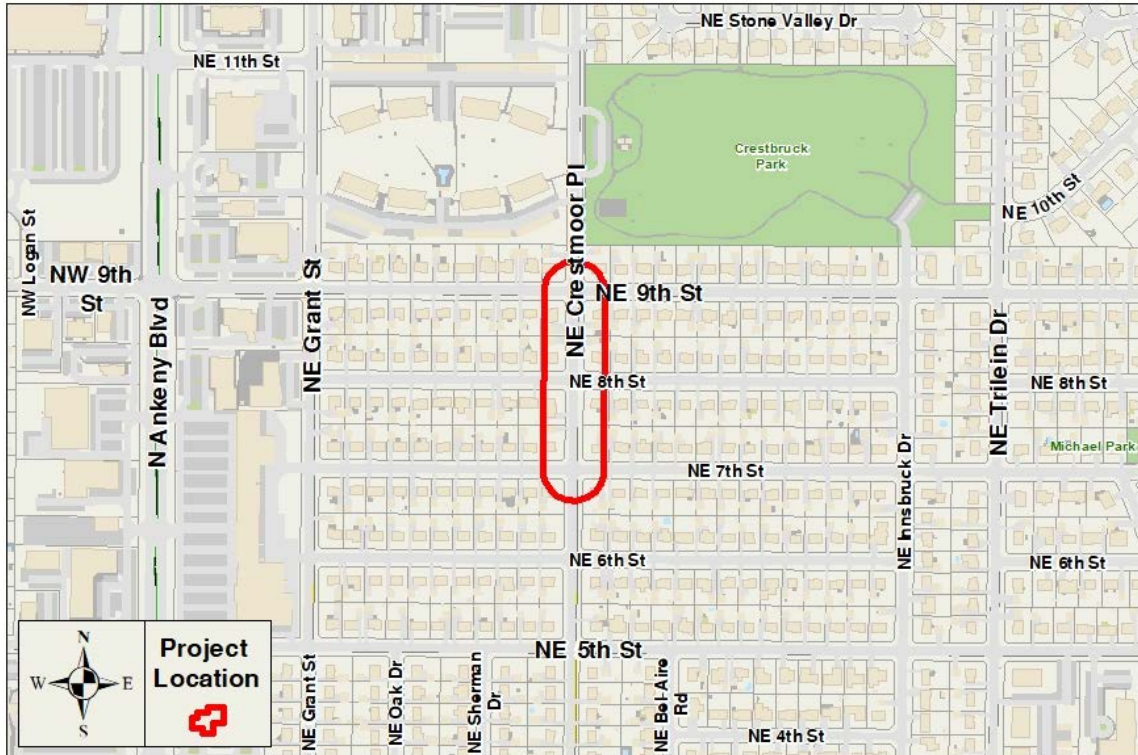 NE Stone Valley Dr
NE 11th St
Crestbruck
Park
NE 10th St
NE Crestmoor Pl
NW Logan St
NW 9th
St
NE Grant St
NE 9th St
N Ankeny Blvd
NE Trilein Dr
NE 8th St
NE 8th St
Michael Park
NE 7th St
NE Innsbruck Dr
NE 6th St
NE 6th St
NE 5th St
N
W E
S
Project
Location
NE Grant St
NE Oak Dr
NE Sherman
Dr
NE Bel Aire
Rd
NE 4th St